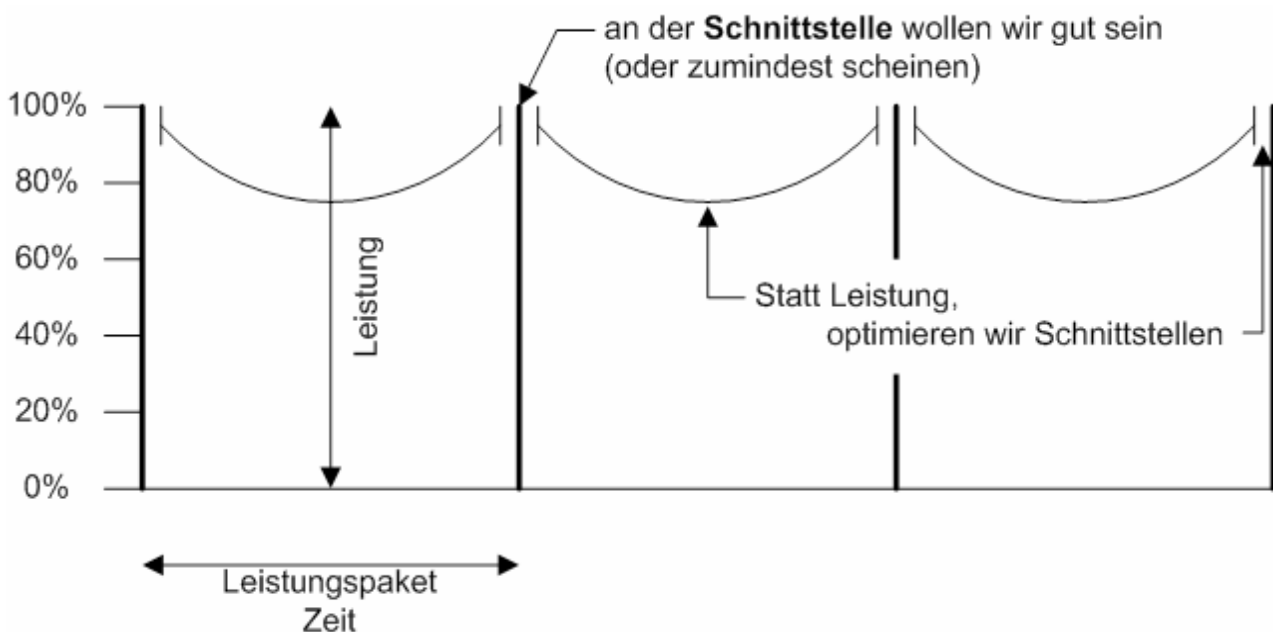 an der Schnittstelle wollen wir gut sein
(oder zumindest scheinen)
100%
80%
60%
40%
20%
0%
Leistung
Statt Leistung,
optimieren wir Schnittstellen
Leistungspaket
Zeit